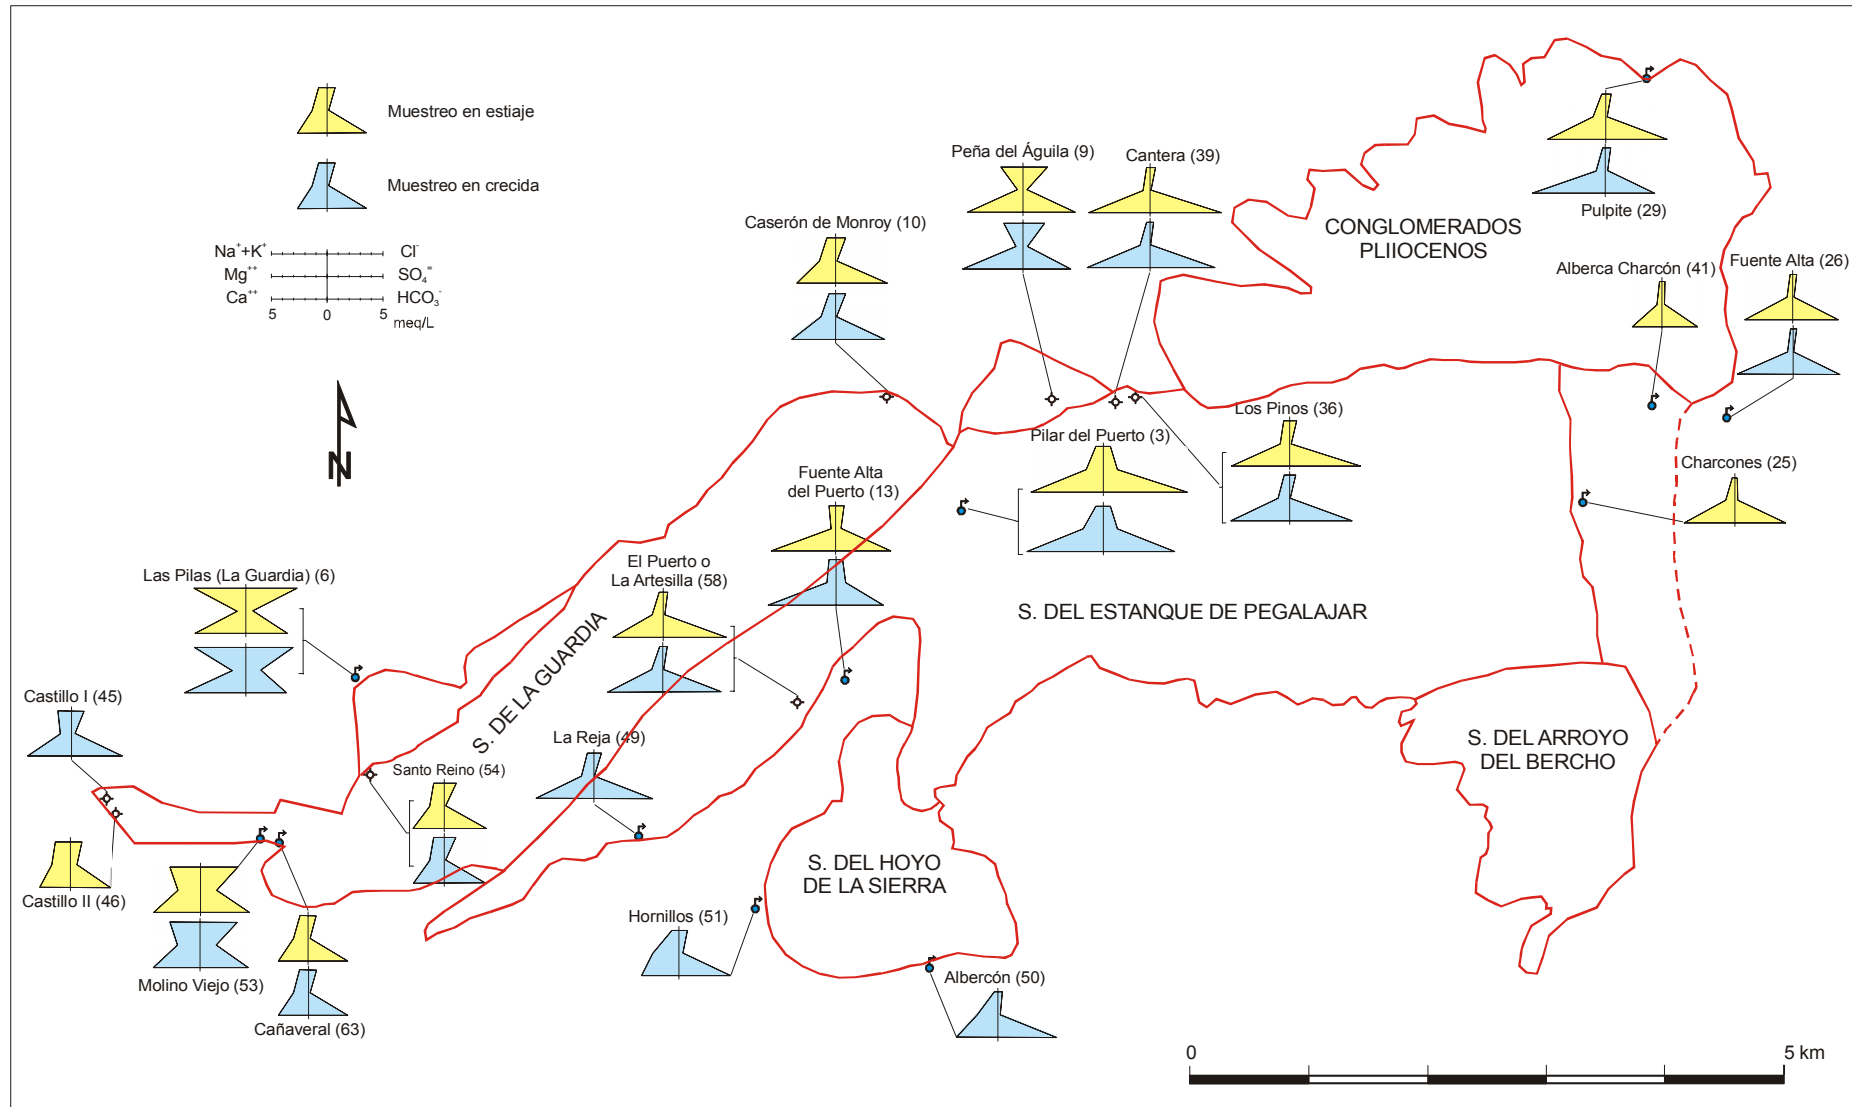 Muestreo en estiaje
Muestreo en crecida
Na⁺+K⁺ Cl⁻
Mg⁺⁺ SO₄⁼
Ca⁺⁺ HCO₃⁻
5 0 5
meq/L
N
Peña del Águila (9)
Cantera (39)
Caserón de Monroy (10)
CONGLOMERADOS
PLIIOCENOS
Pulpite (29)
Alberca Charcón (41)
Fuente Alta (26)
Los Pinos (36)
Pilar del Puerto (3)
Charcones (25)
Fuente Alta
del Puerto (13)
El Puerto o
La Artesilla (58)
Las Pilas (La Guardia) (6)
S. DE LA GUARDIA
S. DEL ESTANQUE DE PEGALAJAR
Castillo I (45)
La Reja (49)
Santo Reino (54)
S. DEL ARROYO
DEL BERCHO
S. DEL HOYO
DE LA SIERRA
Castillo II (46)
Hornillos (51)
Molino Viejo (53)
Albercón (50)
Cañaveral (63)
0 5 km